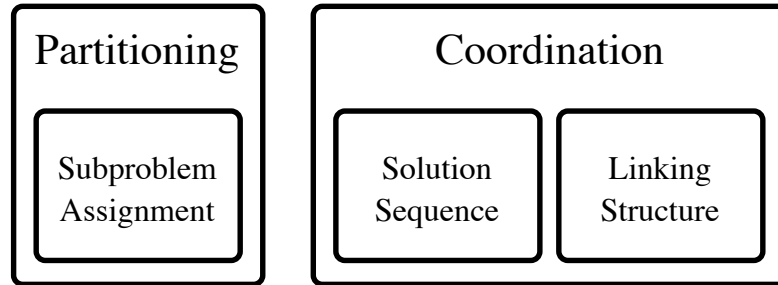 Partitioning
Subproblem
Assignment
Coordination
Solution
Sequence
Linking
Structure